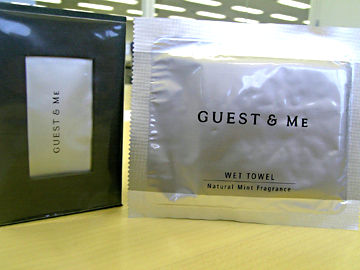 GUEST & ME
GUEST & ME
WET TOWEL
Natural Mint Fragrance